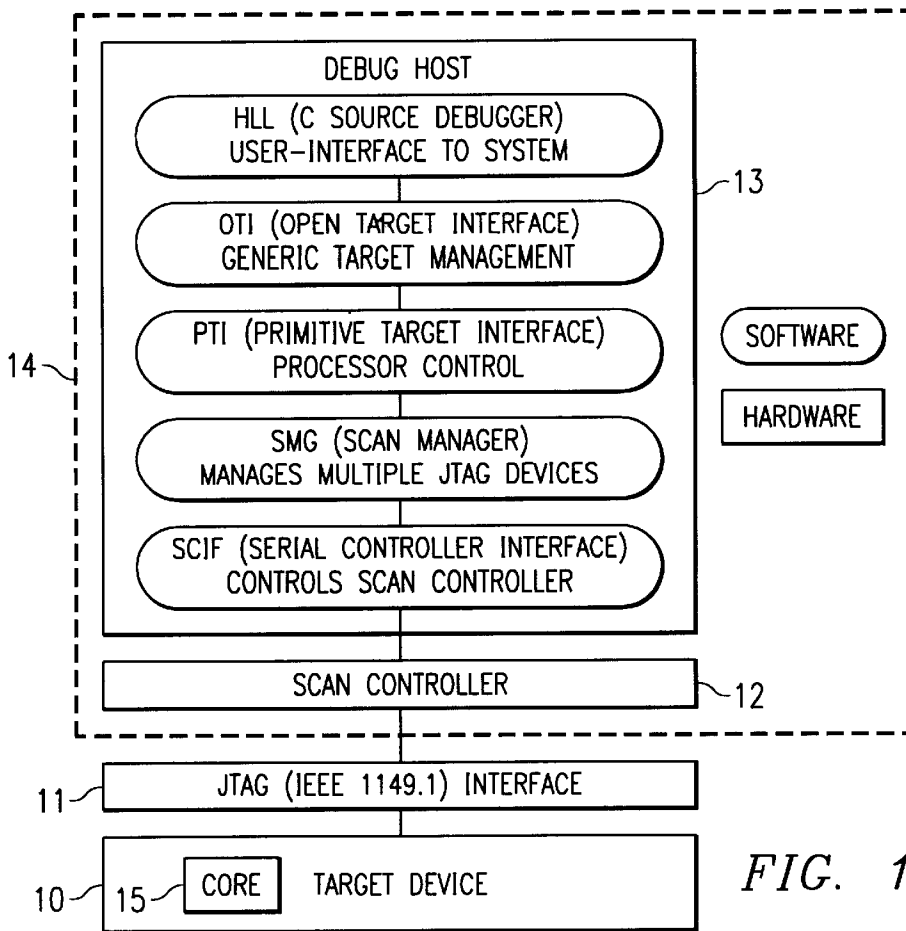 DEBUG HOST
HLL (C SOURCE DEBUGGER)
USER-INTERFACE TO SYSTEM
13
OTI (OPEN TARGET INTERFACE)
GENERIC TARGET MANAGEMENT
PTI (PRIMITIVE TARGET INTERFACE)
PROCESSOR CONTROL
14
SOFTWARE
HARDWARE
SMG (SCAN MANAGER)
MANAGES MULTIPLE JTAG DEVICES
SCIF (SERIAL CONTROLLER INTERFACE)
CONTROLS SCAN CONTROLLER
SCAN CONTROLLER
12
11
JTAG (IEEE 1149.1) INTERFACE
10
15
CORE
TARGET DEVICE
FIG. 1